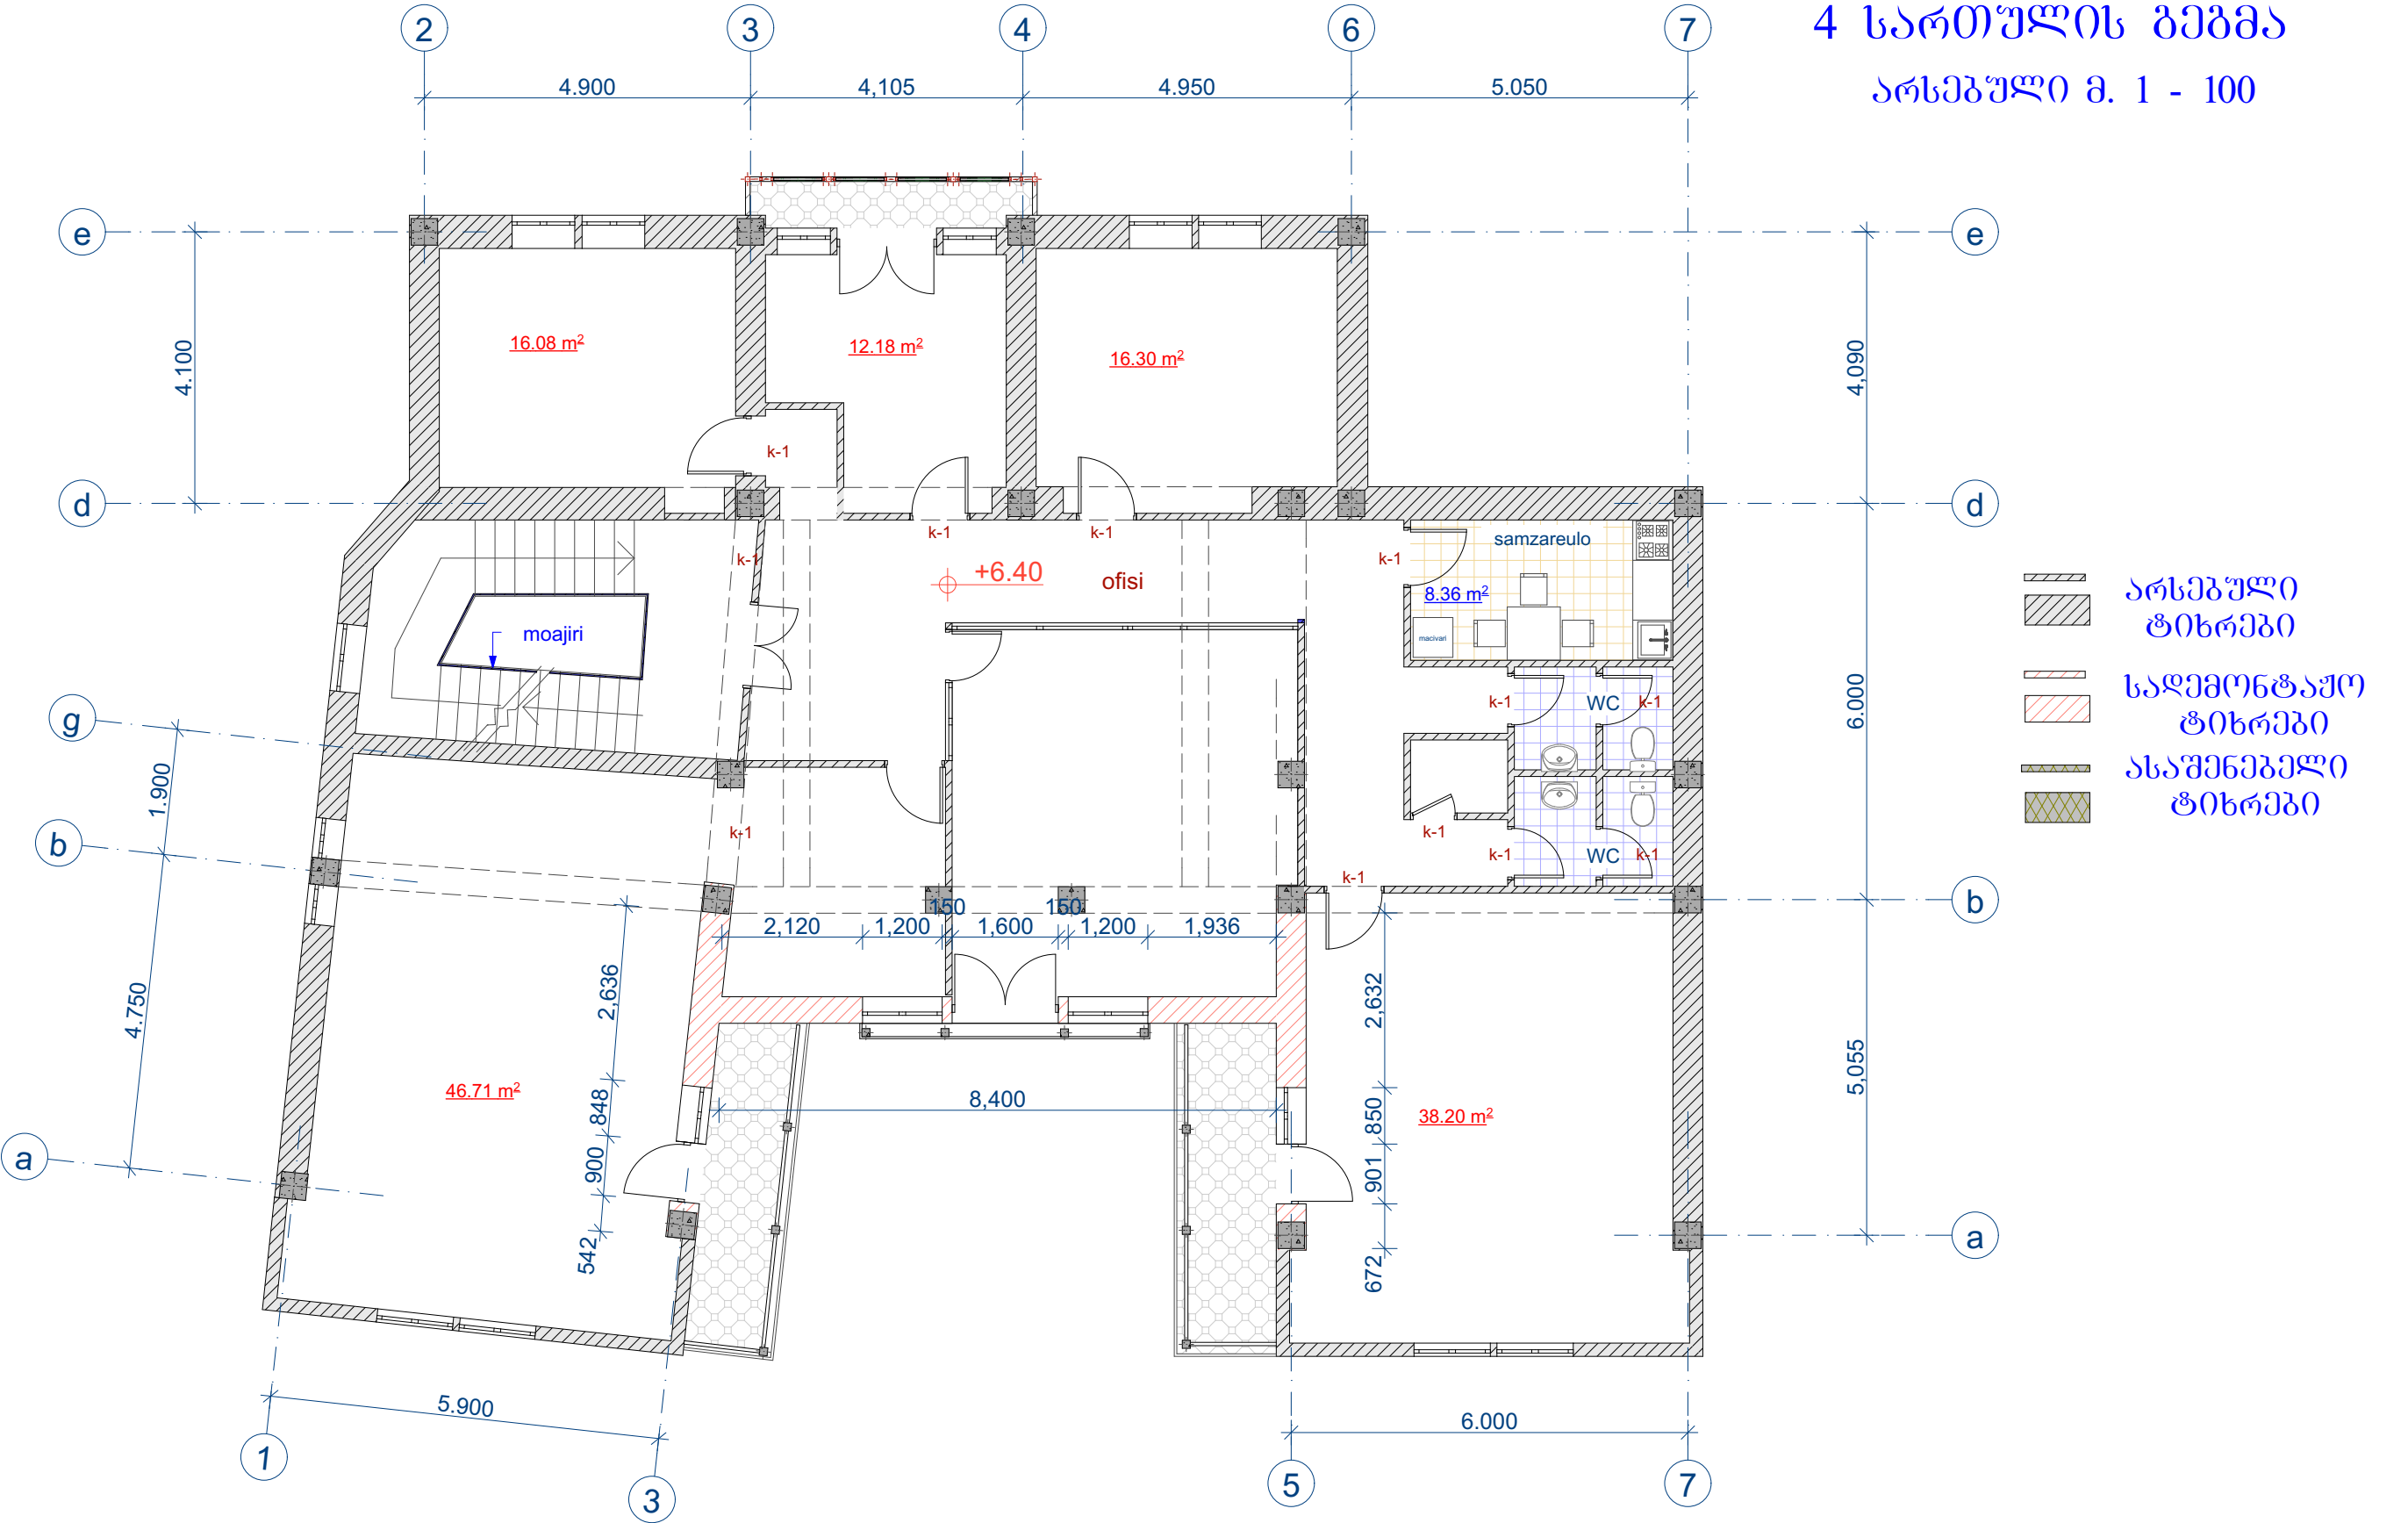 2 3 4 6 7
4 სართულის გეგმა
არსებული მ. 1 - 100
4.900 4,105 4.950 5.050
e e
16.08 m²
12.18 m²
16.30 m²
4.100
4,090
k-1
d d
k-1 k-1
k-1
k-1
samzareulo
+6.40
ofisi
8.36 m²
არსებული
ტიხრები
moajiri
macivari
სადემონტაჟო
ტიხრები
WC
k-1 k-1
6.000
g
1.900
ასაშენებელი
ტიხრები
k-1
k-1
b
WC
k-1 k-1
k-1
b
150 150
2,120 1,200 1,600 1,200 1,936
2,636
2,632
4.750
5,055
46.71 m²
8,400
848
850
38.20 m²
a
900
901
542
672
a
5.900
6.000
1
3
5
7